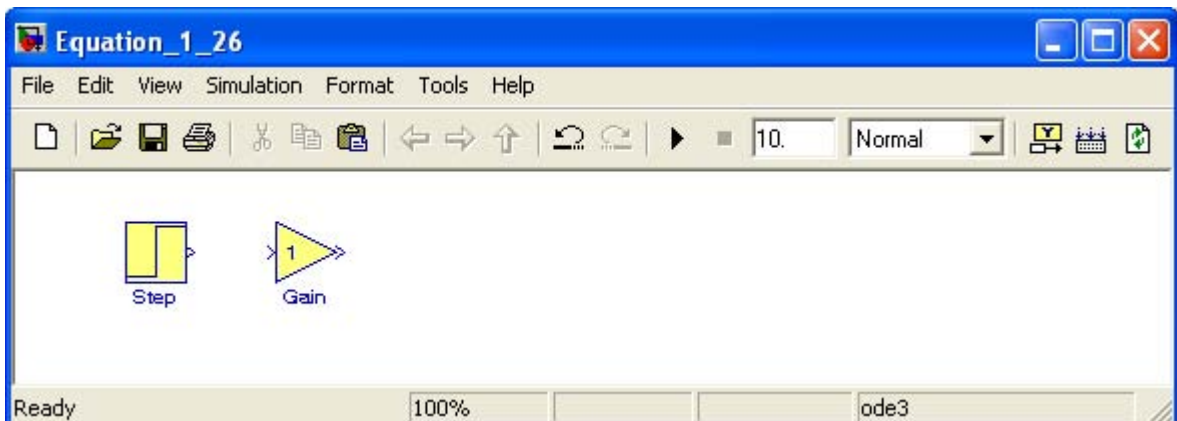 Equation_1_26
File Edit View Simulation Format Tools Help
10. Normal
1
Step Gain
Ready 100% ode3